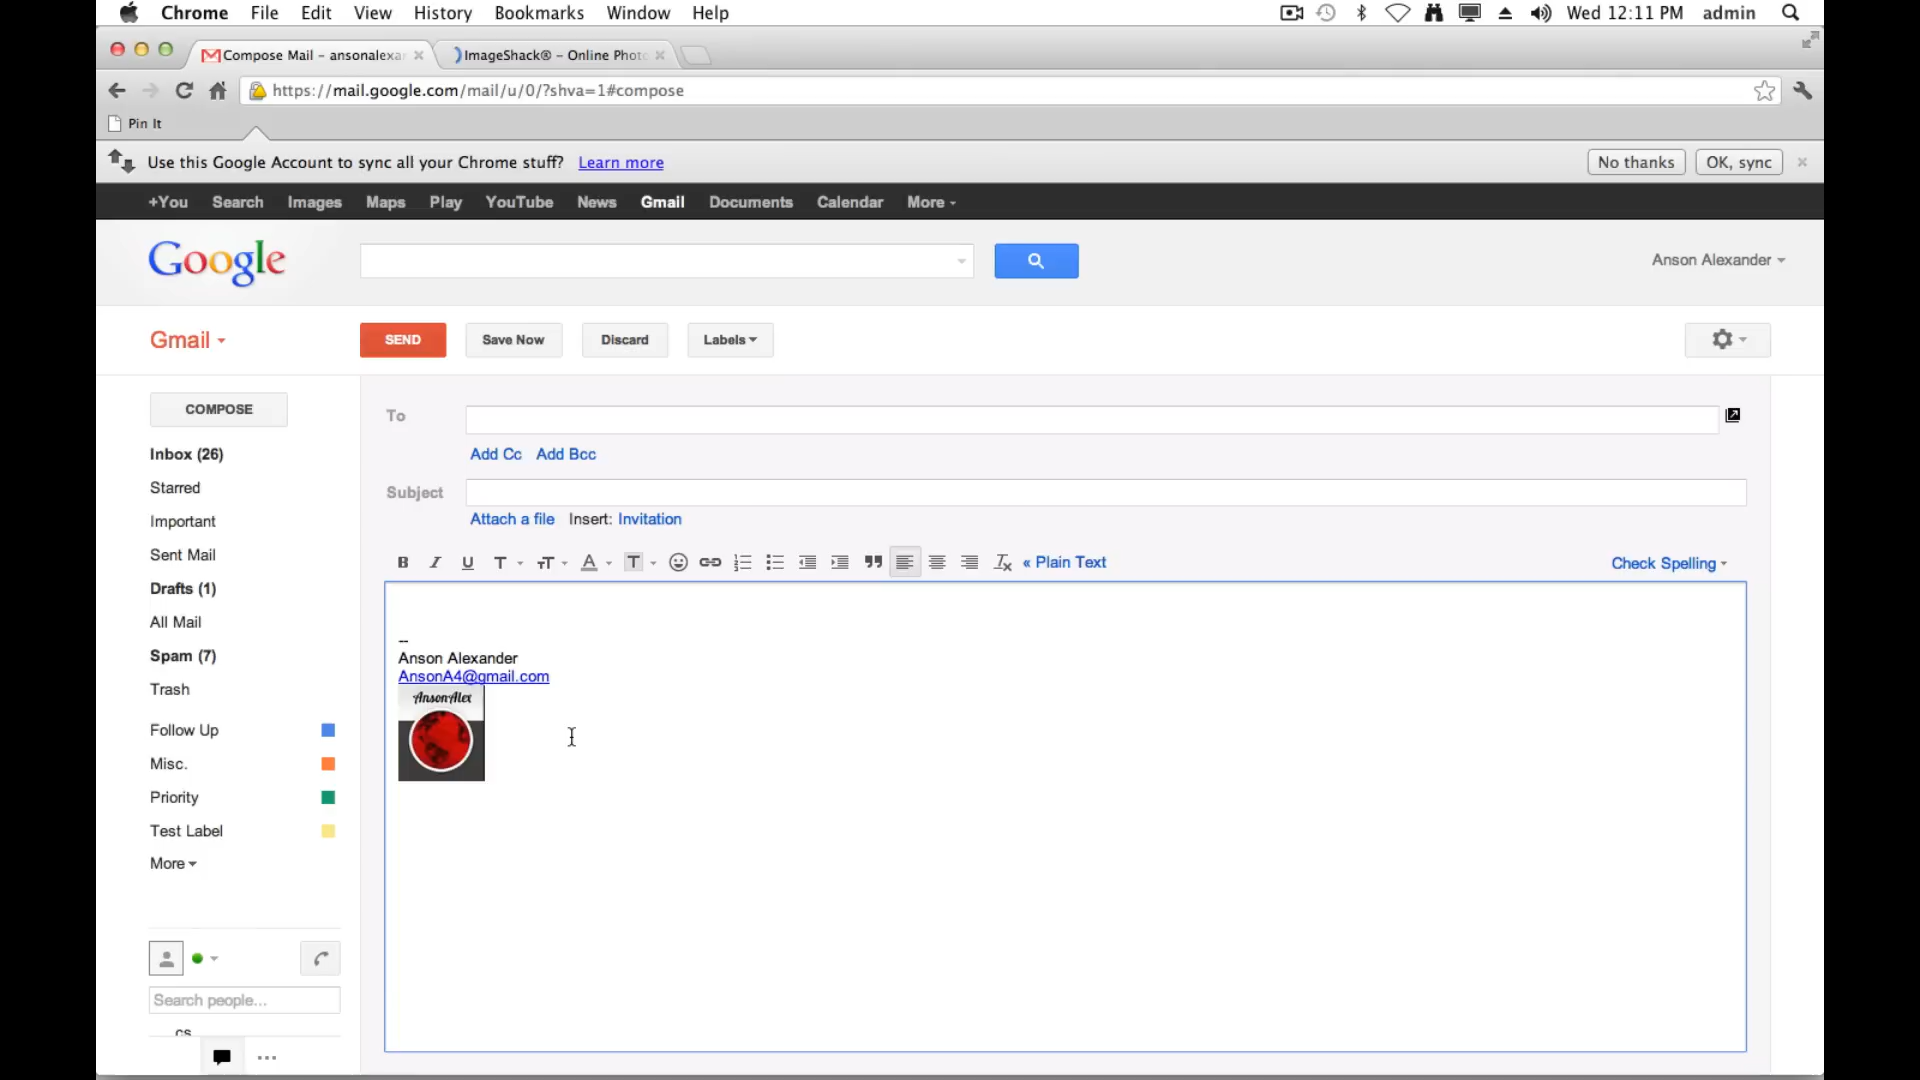 Chrome File Edit View History Bookmarks Window Help Wed 12:11 PM admin
Compose Mail – ansonalexa ImageShack® – Online Photo
https://mail.google.com/mail/u/0/?shva=1#compose
Pin It
Use this Google Account to sync all your Chrome stuff? Learn more No thanks OK, sync
+You Search Images Maps Play YouTube News Gmail Documents Calendar More
Google Anson Alexander
Gmail SEND Save Now Discard Labels
COMPOSE
Inbox (26)
Starred
Important
Sent Mail
Drafts (1)
All Mail
Spam (7)
Trash
Follow Up
Misc.
Priority
Test Label
More
Search people...
To
Add Cc Add Bcc
Subject
Attach a file Insert: Invitation
B I U T TT A T « Plain Text Check Spelling
--
Anson Alexander
AnsonA4@gmail.com
AnsonAlex